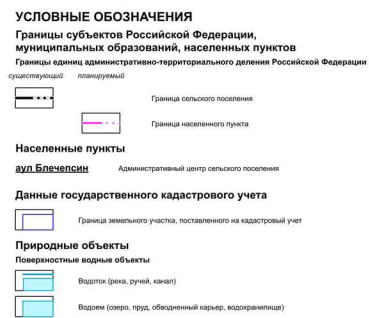 УСЛОВНЫЕ ОБОЗНАЧЕНИЯ
Границы субъектов Российской Федерации,
муниципальных образований, населенных пунктов
Границы единиц административно-территориального деления Российской Федерации
существующий планируемый
Граница сельского поселения
Граница населенного пункта
Населенные пункты
аул Блечепсин Административный центр сельского поселения
Данные государственного кадастрового учета
Граница земельного участка, поставленного на кадастровый учет
Природные объекты
Поверхностные водные объекты
Водоток (река, ручей, канал)
Водоем (озеро, пруд, обводненный карьер, водохранилище)